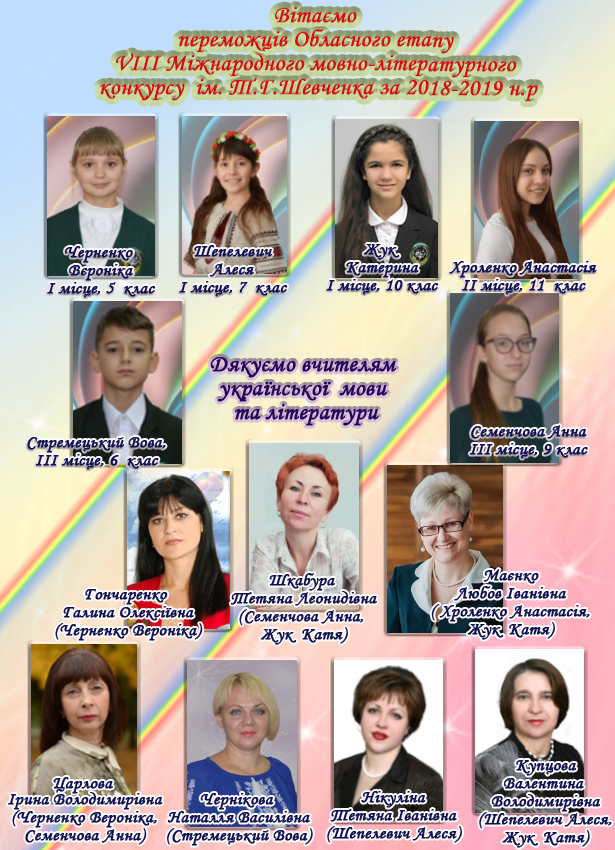 Вітаємо
переможців Обласного етапу
VIII Міжнародного мовно-літературного
конкурсу ім. Т.Г.Шевченка за 2018-2019 н.р
Черненко
Вероніка
I місце, 5 клас
Шепелевич
Алеся
I місце, 7 клас
Жук
Катерина
I місце, 10 клас
Хроленко Анастасія
II місце, 11 клас
Стремецький Вова,
III місце, 6 клас
Дякуємо вчителям
української мови
та літератури
Семенчова Анна
III місце, 9 клас
Гончаренко
Галина Олексіївна
(Черненко Вероніка)
Шкабура
Тетяна Леонидівна
(Семенчова Анна,
Жук Катя)
Маєнко
Любов Іванівна
(Хроленко Анастасія,
Жук Катя)
Царлова
Ірина Володимирівна
(Черненко Вероніка,
Семенчова Анна)
Чернікова
Наталля Василівна
(Стремецький Вова)
Нікуліна
Тетяна Іванівна
(Шепелевич Алеся)
Купцова
Валентина
Володимирівна
(Шепелевич Алеся,
Жук Катя)